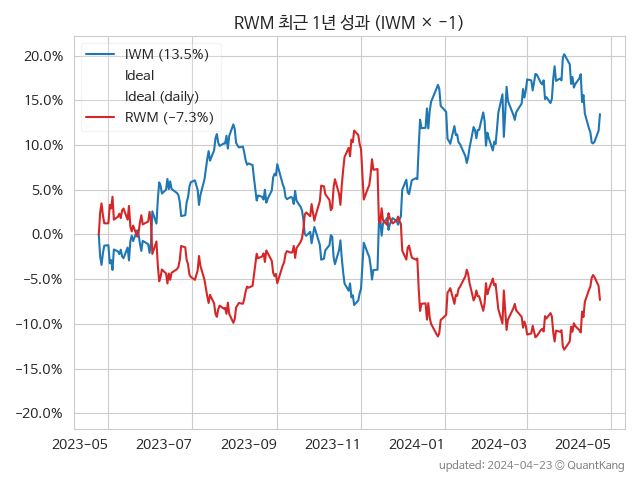 RWM 최근 1년 성과 (IWM × −1)
IWM (13.5%)
Ideal
Ideal (daily)
RWM (−7.3%)
20.0%
15.0%
10.0%
5.0%
0.0%
−5.0%
−10.0%
−15.0%
−20.0%
2023-05 2023-07 2023-09 2023-11 2024-01 2024-03 2024-05
updated: 2024-04-23 © QuantKang